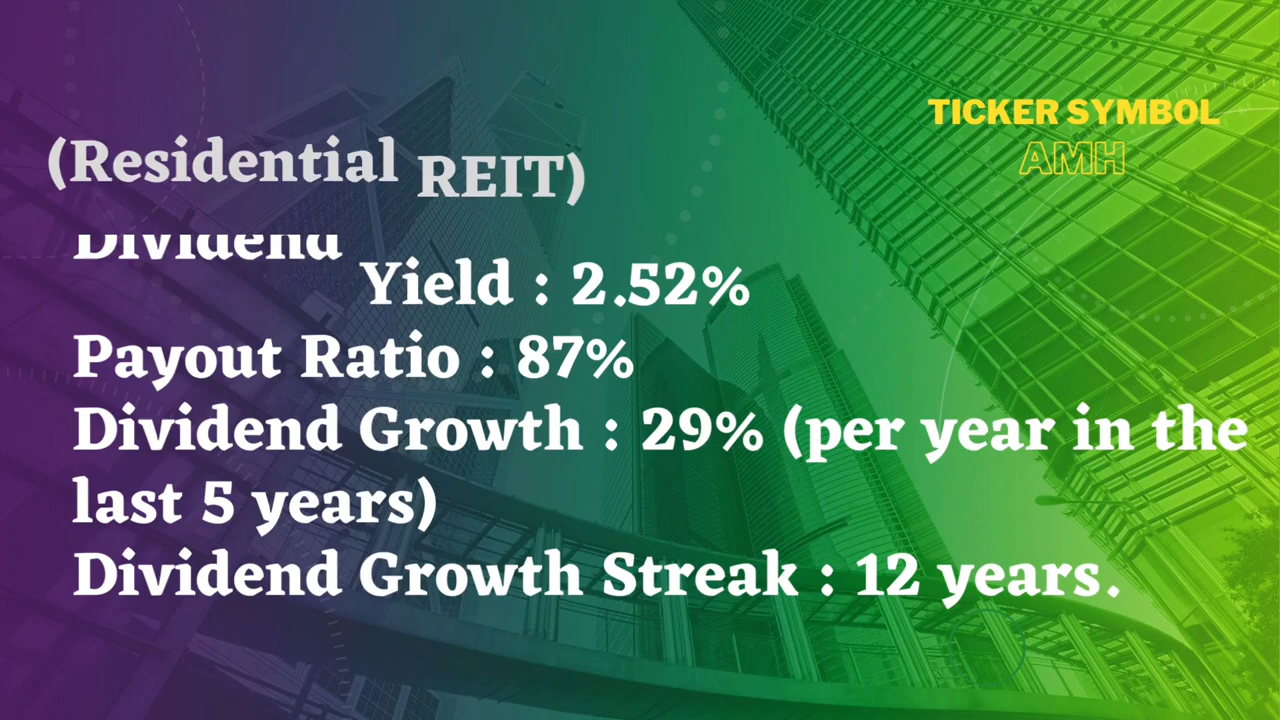 TICKER SYMBOL
AMH
(Residential REIT)
Dividend Yield : 2.52%
Payout Ratio : 87%
Dividend Growth : 29% (per year in the
last 5 years)
Dividend Growth Streak : 12 years.